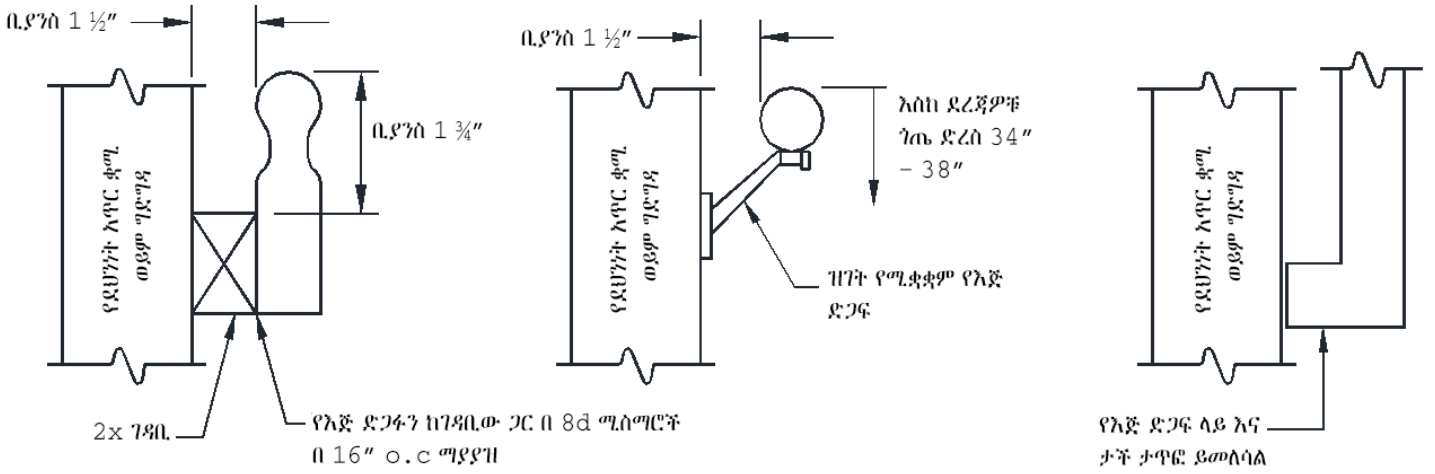 ቢያንስ 1 ½″
ቢያንስ 1 ¾″
የደህንነት አጥር ቋሚ
ወይም ግድግዳ
2x ገዳቢ
የእጅ ድጋፉን ከገዳቢው ጋር በ 8d ሚስማሮች
በ 16″ o.c ማያያዝ
ቢያንስ 1 ½″
እስከ ደረጃዎቹ
ጎጤ ድረስ 34″
– 38″
የደህንነት አጥር ቋሚ
ወይም ግድግዳ
ዝገት የሚቋቋም የእጅ
ድጋፍ
የደህንነት አጥር ቋሚ
ወይም ግድግዳ
የእጅ ድጋፍ ላይ እና
ታች ታጥፎ ይመለሳል